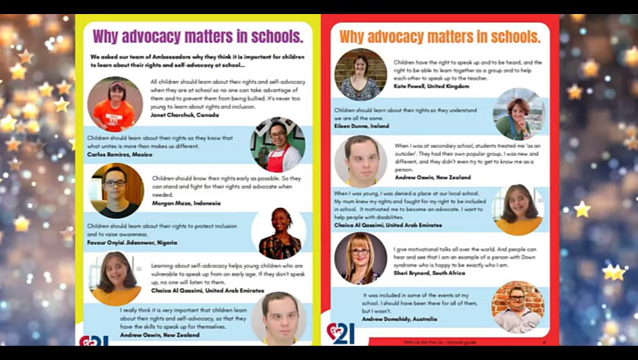 Why advocacy matters in schools.
We asked our team of Ambassadors why they think it is important for children
to learn about their rights and self-advocacy at school...
All children should learn about their rights and self-advocacy
when they are at school so no one can take advantage of
them and to prevent them from being bullied. It's never too
young to learn about rights and inclusion.
Janet Charchuk, Canada
Children should learn about their rights so they know that
what unites is more than makes us different.
Carlos Ramirez, Mexico
Children should know their rights early as possible. So they
can stand and fight for their rights and advocate when
needed.
Morgan Maze, Indonesia
Children should learn about their rights to protect inclusion
and to raise awareness.
Favour Onyisi Jideonwor, Nigeria
Learning about self-advocacy helps young children who are
vulnerable to speak up from an early age. If they don't speak
up, no one will listen to them.
Chaica Al Qassimi, United Arab Emirates
I really think it is very important that children learn
about their rights and self-advocacy, so that they
have the skills to speak up for themselves.
Andrew Oswin, New Zealand
21
Why advocacy matters in schools.
Children have the right to speak up and to be heard, and the
right to be able to learn together as a group and to help
each other to speak up to the teacher.
Kate Powell, United Kingdom
Children should learn about their rights so they understand
we are all the same.
Eileen Dunne, Ireland
When I was at secondary school, students treated me 'as an
outsider'. They had their own popular group, I was new and
different, and they didn't even try to get to know me as a
person.
Andrew Oswin, New Zealand
When I was young, I was denied a place at our local school.
My mum knew my rights and fought for my right to be included
in school. It motivated me to become an advocate. I want to
help people with disabilities.
Chaica Al Qassimi, United Arab Emirates
I give motivational talks all over the world. And people can
hear and see that I am an example of a person with Down
syndrome who is happy to be exactly who I am.
Sheri Brynard, South Africa
It was included in some of the events at my
school. I should have been there for all of them,
but I wasn't.
Andrew Domahidy, Australia
21
With Us Not For Us - Schools guide